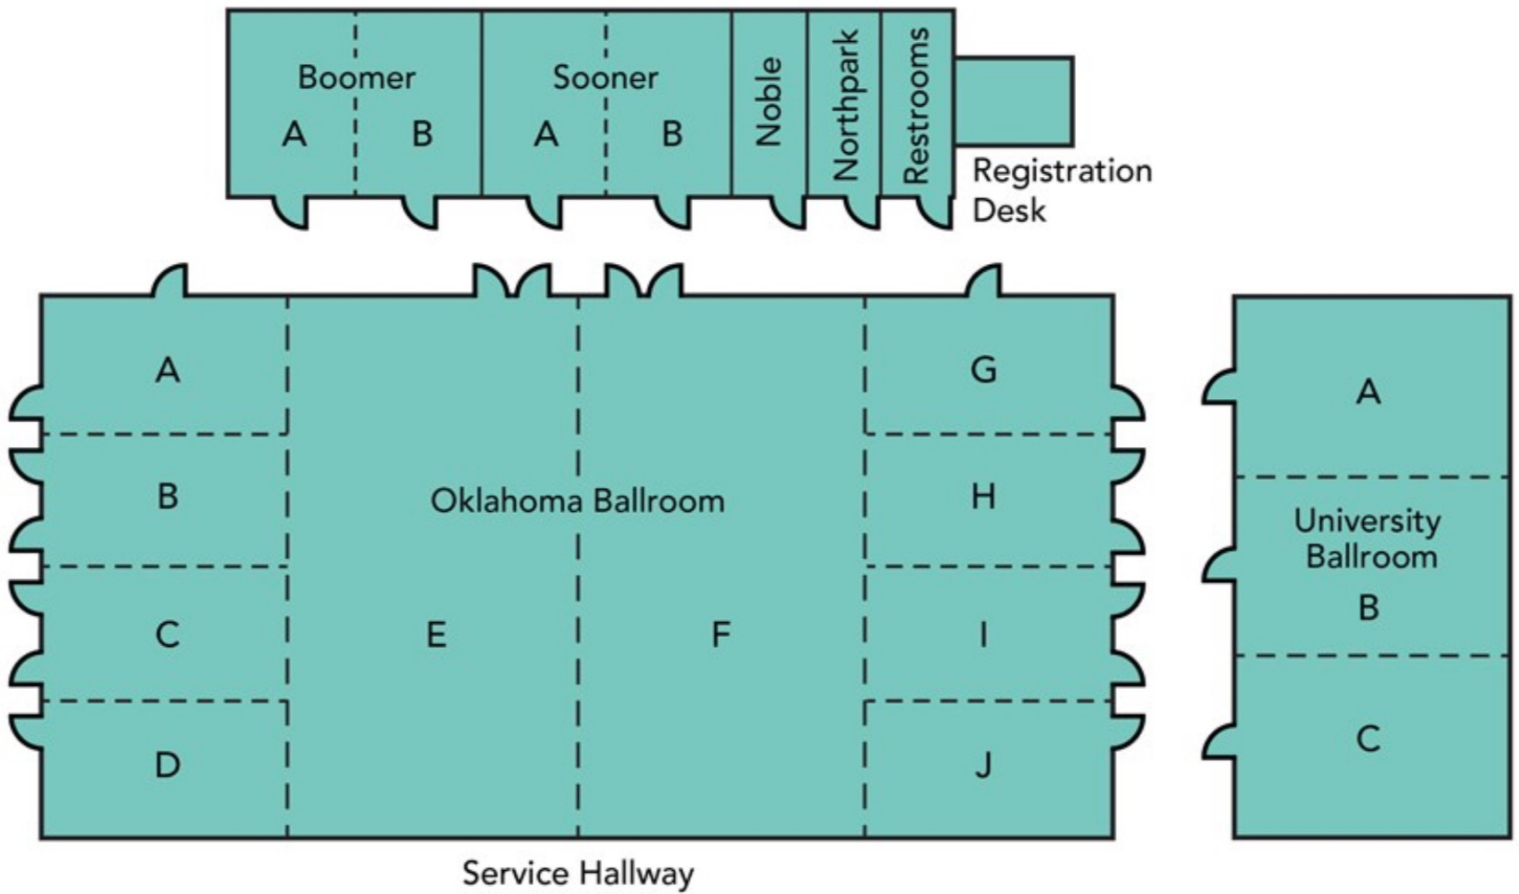 Boomer
A
B
Sooner
A
B
Noble
Northpark
Restrooms
Registration
Desk
A
B
C
D
Oklahoma Ballroom
E
F
G
H
I
J
A
University
Ballroom
B
C
Service Hallway